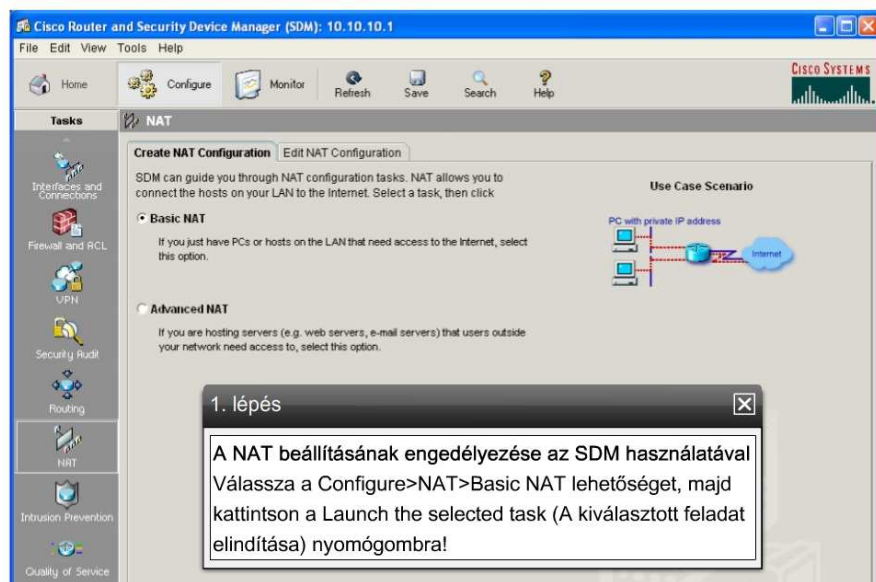 Cisco Router and Security Device Manager (SDM): 10.10.10.1
File Edit View Tools Help
Home Configure Monitor Refresh Save Search Help
CISCO SYSTEMS
Tasks
NAT
Create NAT Configuration Edit NAT Configuration
SDM can guide you through NAT configuration tasks. NAT allows you to
connect the hosts on your LAN to the Internet. Select a task, then click
Use Case Scenario
Basic NAT
If you just have PCs or hosts on the LAN that need access to the Internet, select
this option.
PC with private IP address
Internet
Advanced NAT
If you are hosting servers (e.g. web servers, e-mail servers) that users outside
your network need access to, select this option.
Interfaces and
Connections
Firewall and ACL
VPN
Security Audit
Routing
NAT
Intrusion Prevention
Quality of Service
1. lépés
A NAT beállításának engedélyezése az SDM használatával
Válassza a Configure>NAT>Basic NAT lehetőséget, majd
kattintson a Launch the selected task (A kiválasztott feladat
elindítása) nyomógombra!